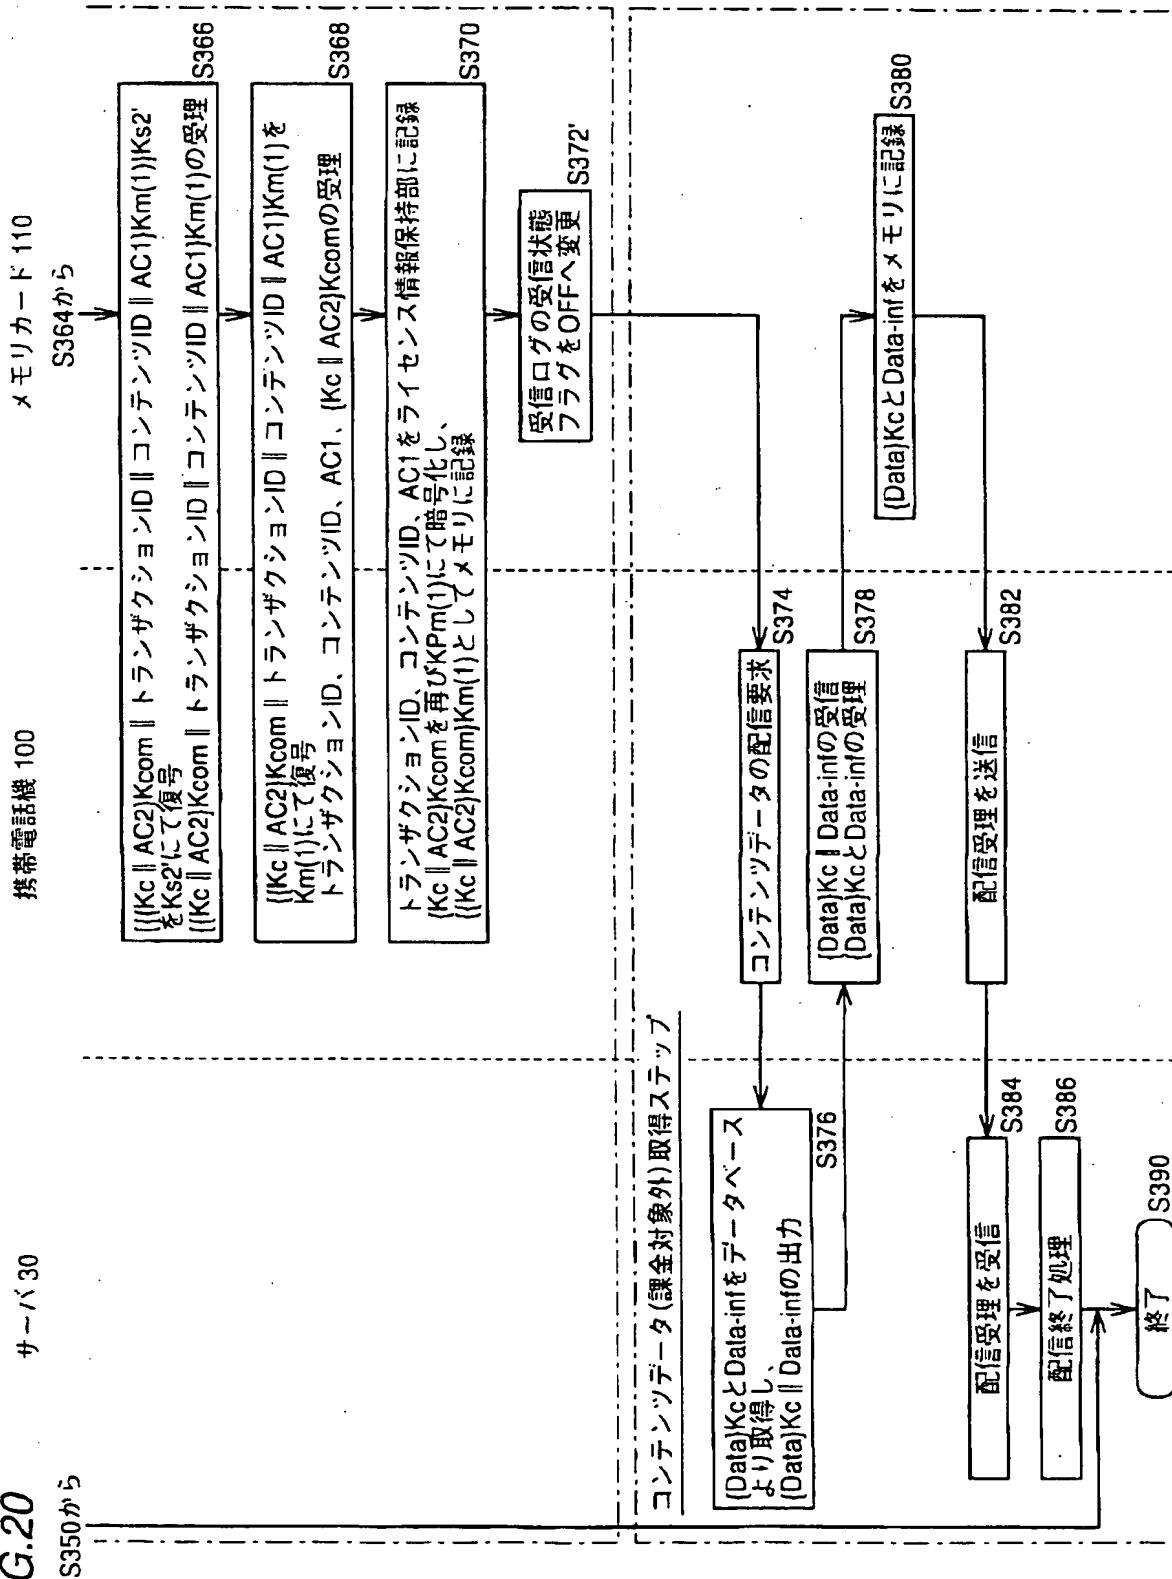 G.20
S350から
サーバ 30
携帯電話機 100
メモリカード 110
S364から
{{{Kc ‖ AC2}Kcom ‖ トランザクションID ‖ コンテンツID ‖ AC1}Km(1)}Ks2'
をKs2'にて復号
{{Kc ‖ AC2}Kcom ‖ トランザクションID ‖ コンテンツID ‖ AC1}Km(1)の受理
S366
{{Kc ‖ AC2}Kcom ‖ トランザクションID ‖ コンテンツID ‖ AC1}Km(1)を
Km(1)にて復号
トランザクションID、コンテンツID、AC1、{Kc ‖ AC2}Kcomの受理
S368
トランザクションID、コンテンツID、AC1をライセンス情報保持部に記録
{Kc ‖ AC2}Kcomを再びKPm(1)にて暗号化し、
{{Kc ‖ AC2}Kcom}Km(1)としてメモリに記録
S370
受信ログの受信状態
フラグをOFFへ変更
S372'
コンテンツデータ(課金対象外)取得ステップ
コンテンツデータの配信要求
S374
{Data}KcとData-infをデータベース
より取得し、
{Data}Kc ‖ Data-infの出力
S376
{Data}Kc ‖ Data-infの受信
{Data}KcとData-infの受理
S378
{Data}KcとData-infをメモリに記録
S380
配信受理を送信
S382
配信受理を受信
S384
配信終了処理
S386
終了
S390